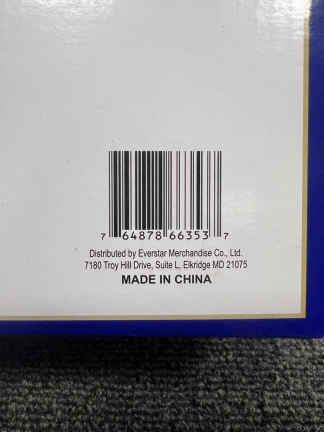 7 64878 66353 7
Distributed by Everstar Merchandise Co., Ltd.
7180 Troy Hill Drive, Suite L, Elkridge MD 21075
MADE IN CHINA